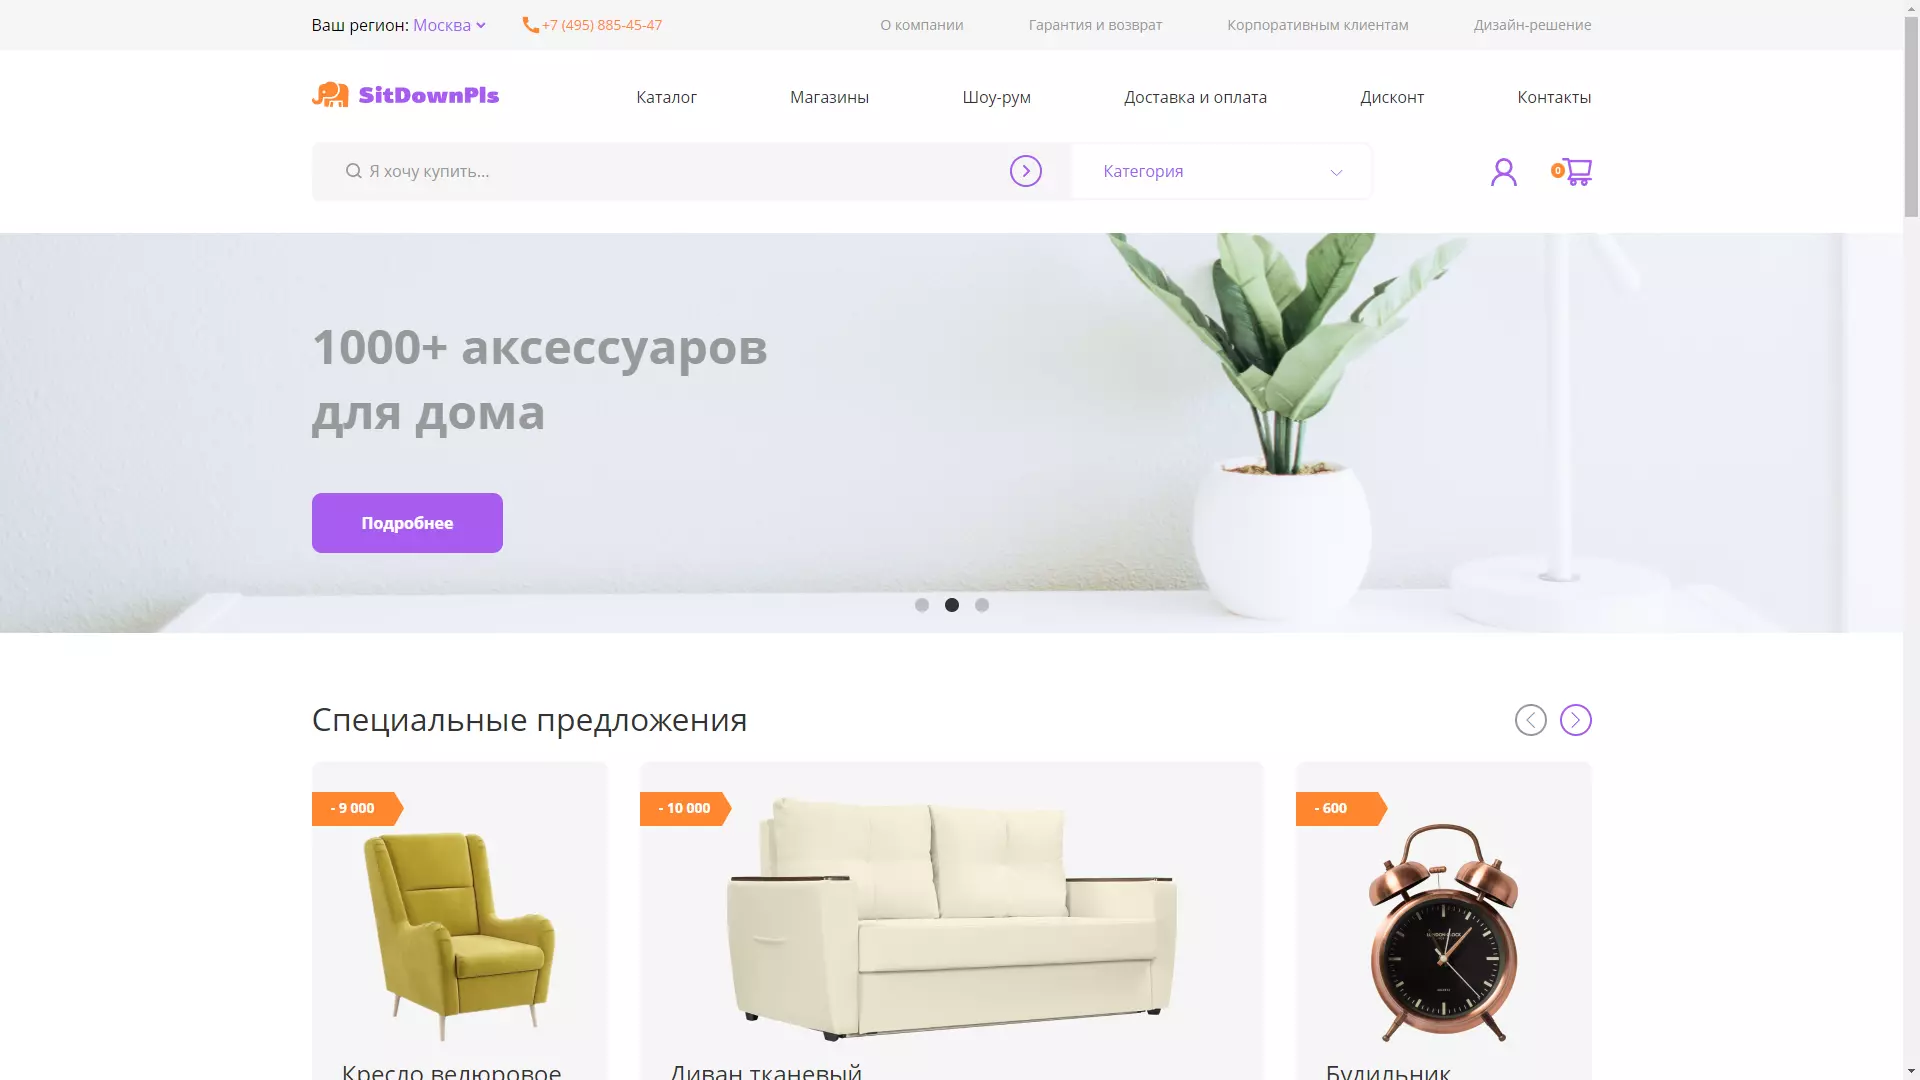 Ваш регион: Москва
+7 (495) 885-45-47
О компании
Гарантия и возврат
Корпоративным клиентам
Дизайн-решение
SitDownPls
Каталог
Магазины
Шоу-рум
Доставка и оплата
Дисконт
Контакты
Я хочу купить...
Категория
0
1000+ аксессуаров
для дома
Подробнее
Специальные предложения
- 9 000
- 10 000
- 600
Кресло велюровое
Диван тканевый
Будильник